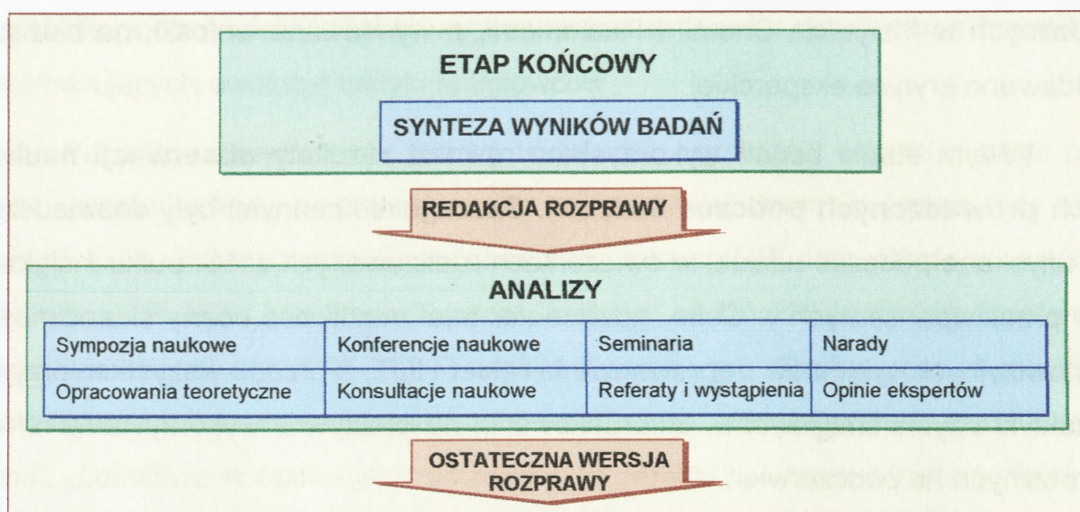 ETAP KOŃCOWY
SYNTEZA WYNIKÓW BADAŃ
REDAKCJA ROZPRAWY
ANALIZY
Sympozja naukowe
Opracowania teoretyczne
Konferencje naukowe
Konsultacje naukowe
Seminaria
Referaty i wystąpienia
Narady
Opinie ekspertów
OSTATECZNA WERSJA
ROZPRAWY